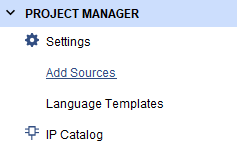 PROJECT MANAGER
Settings
Add Sources
Language Templates
IP Catalog